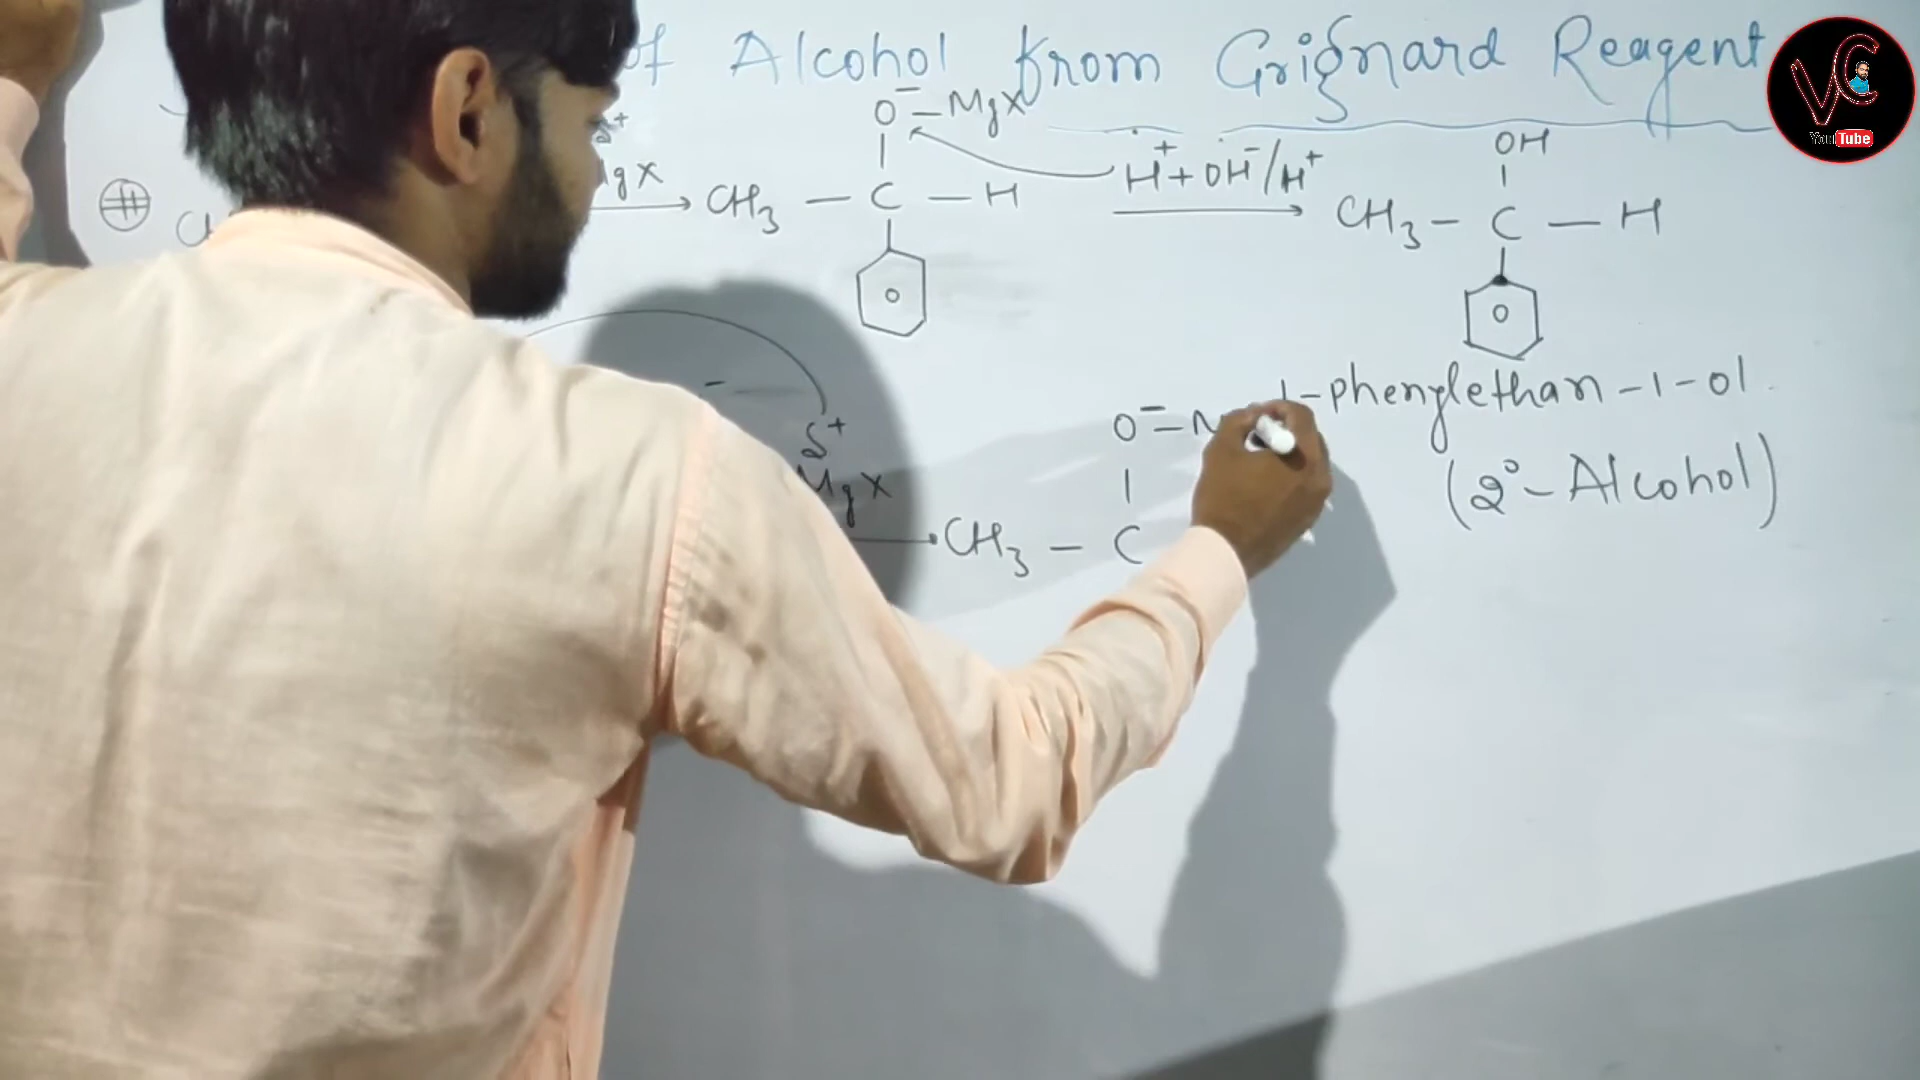 of Alcohol from Grignard Reagent
O⁻ – MgX
δ⁺
MgX
CH₃ – C – H
H⁺ + OH⁻/H⁺
OH
CH₃ – C – H
1-phenylethan-1-ol
(2°-Alcohol)
O⁻ –
δ⁺
MgX
CH₃ – C
VC
YouTube